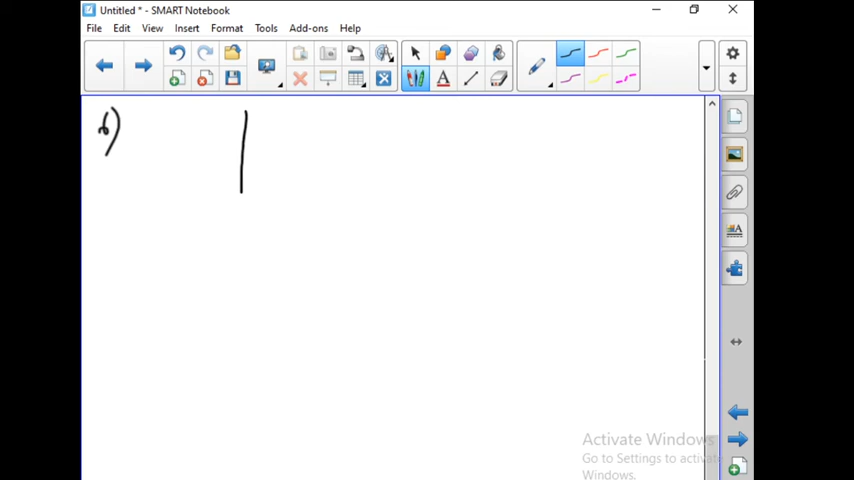 Untitled * - SMART Notebook
File Edit View Insert Format Tools Add-ons Help
b)
Activate Windows
Go to Settings to activate
Windows.